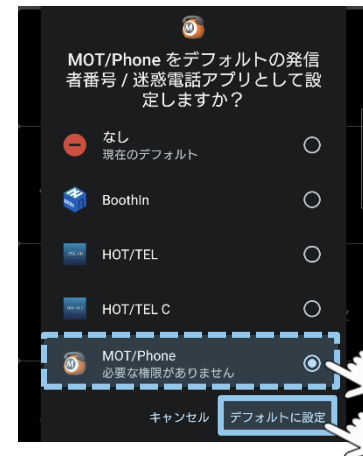 MOT/Phone をデフォルトの発信
者番号 / 迷惑電話アプリとして設
定しますか？
なし
現在のデフォルト
BoothIn
HOT/TEL
HOT/TEL C
MOT/Phone
必要な権限がありません
キャンセル デフォルトに設定